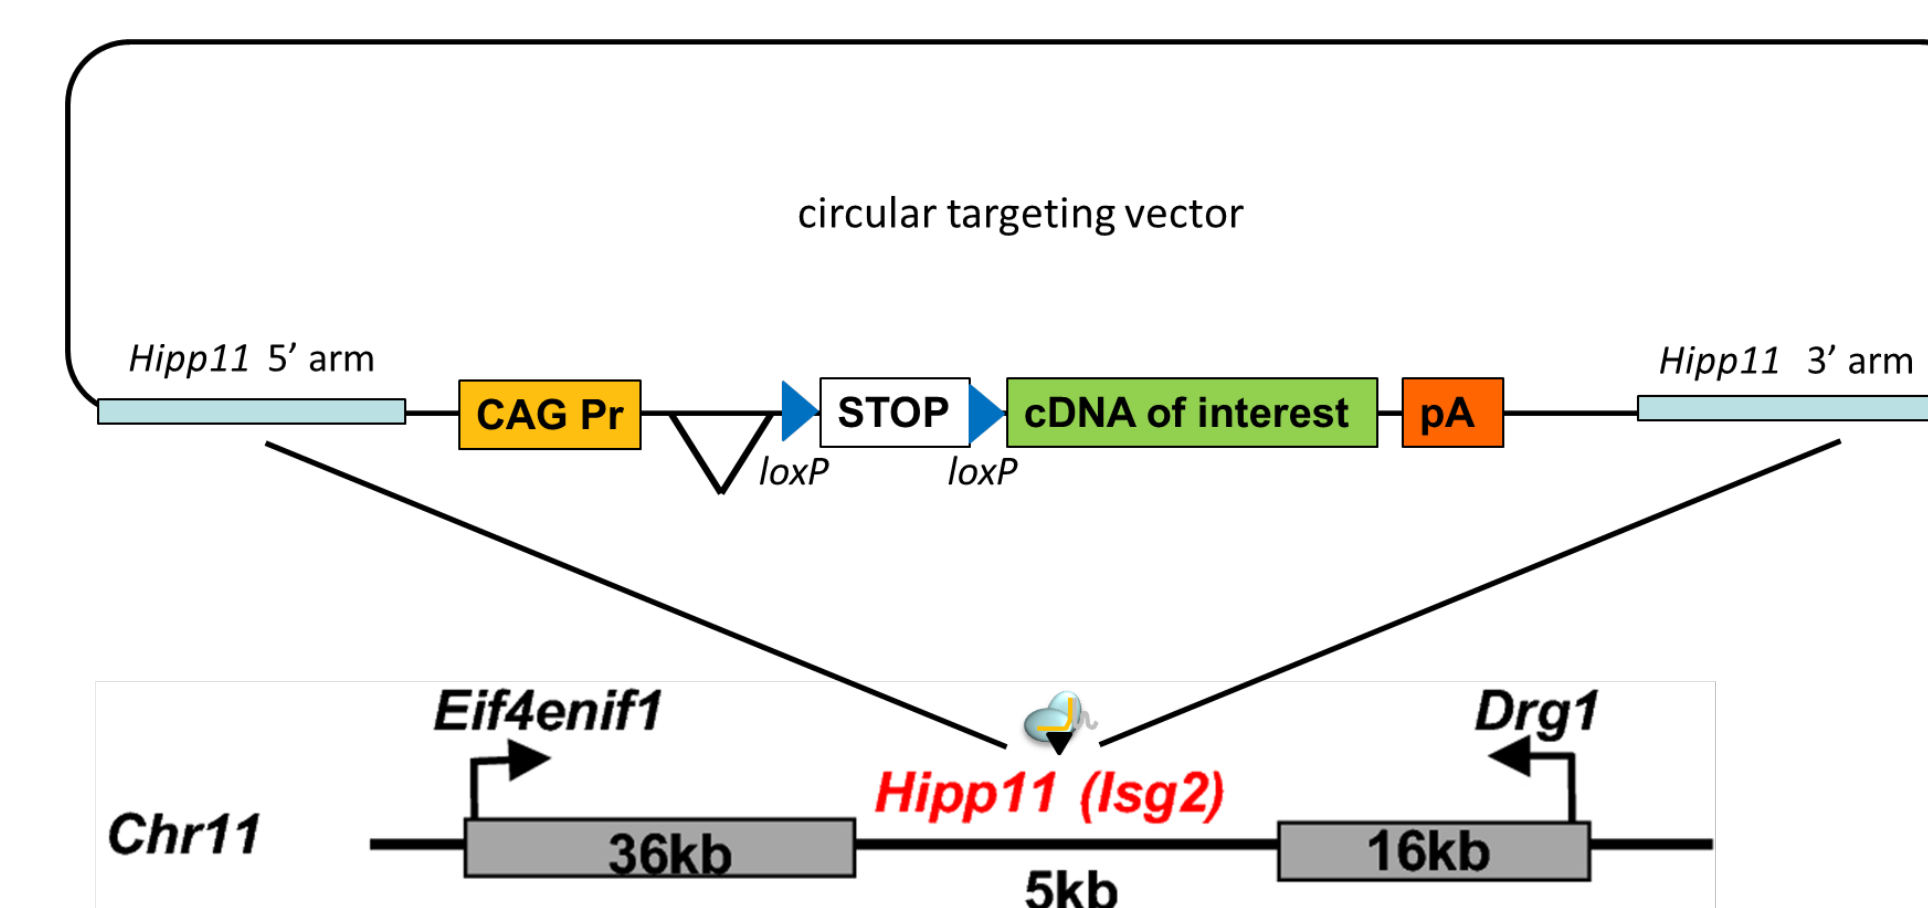 circular targeting vector
Hipp11 5’ arm
Hipp11 3’ arm
CAG Pr
STOP
cDNA of interest
pA
loxP
loxP
Eif4enif1
Drg1
Hipp11 (Isg2)
Chr11
36kb
16kb
5kb